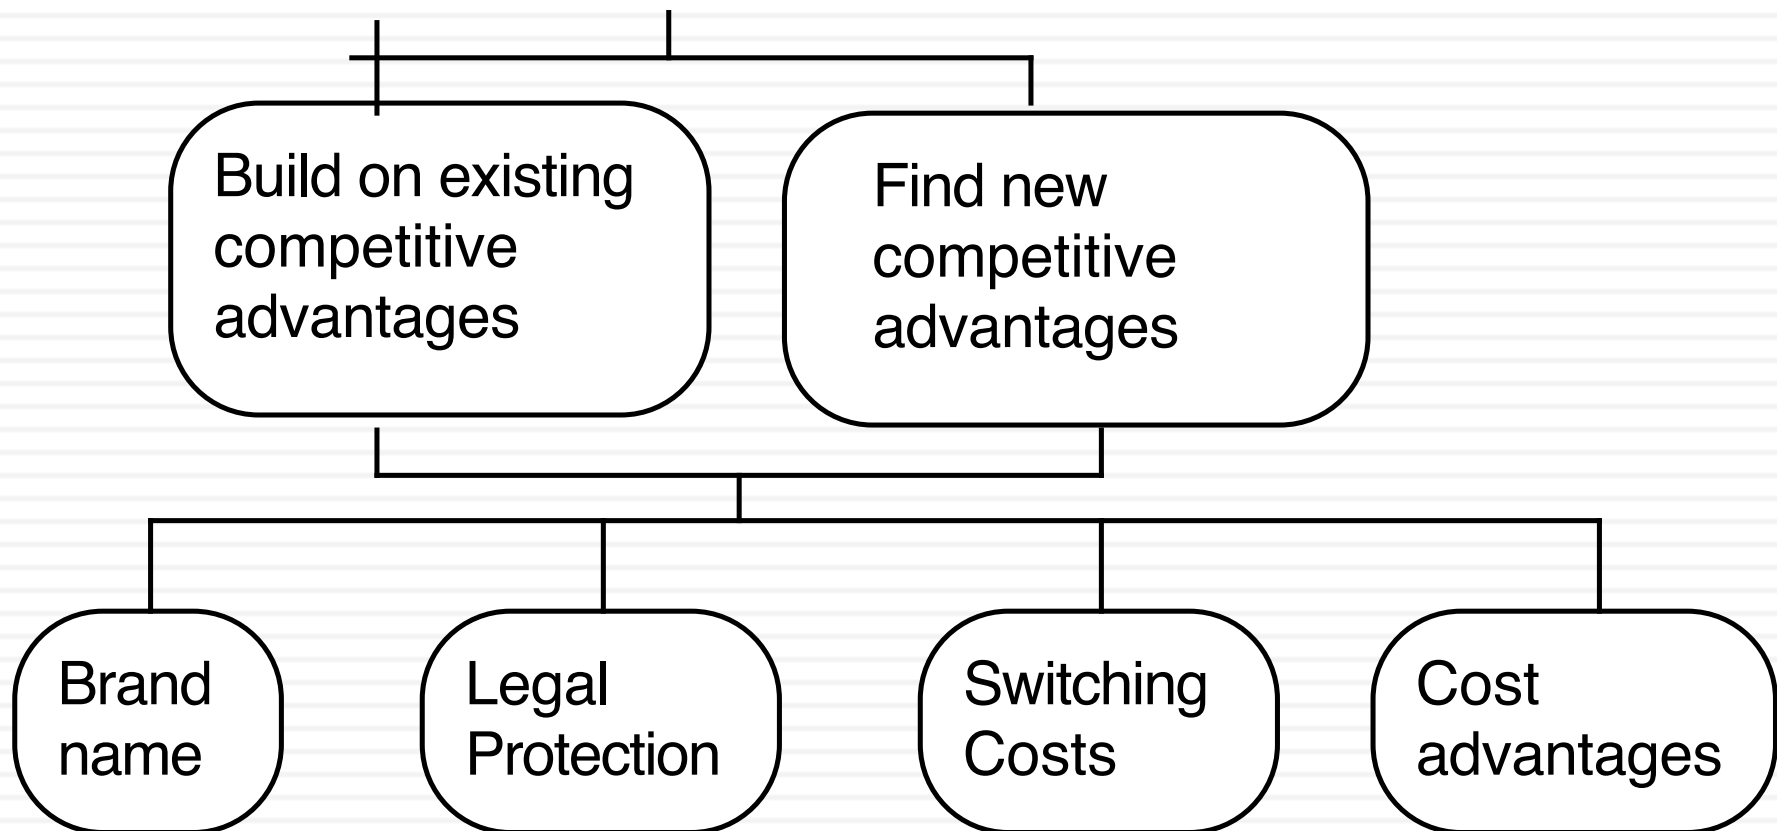 Build on existing
competitive
advantages
Find new
competitive
advantages
Brand
name
Legal
Protection
Switching
Costs
Cost
advantages